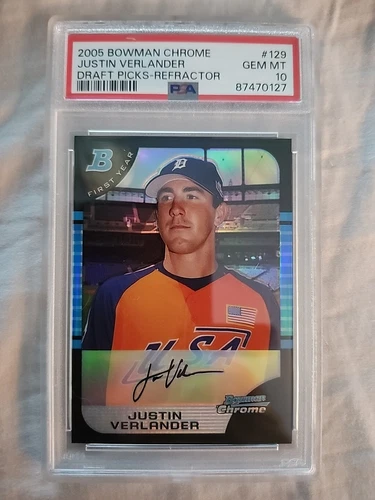 2005 BOWMAN CHROME #129
JUSTIN VERLANDER GEM MT
DRAFT PICKS-REFRACTOR 10
PSA 87470127
B
FIRST YEAR
D
USA
JUSTIN
VERLANDER
Bowman
Chrome